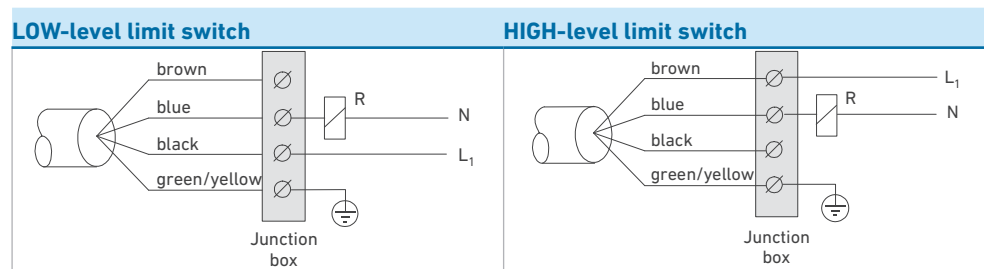 LOW-level limit switch
brown
blue
black
green/yellow
R
N
L₁
Junction
box
HIGH-level limit switch
brown
blue
black
green/yellow
L₁
R
N
Junction
box